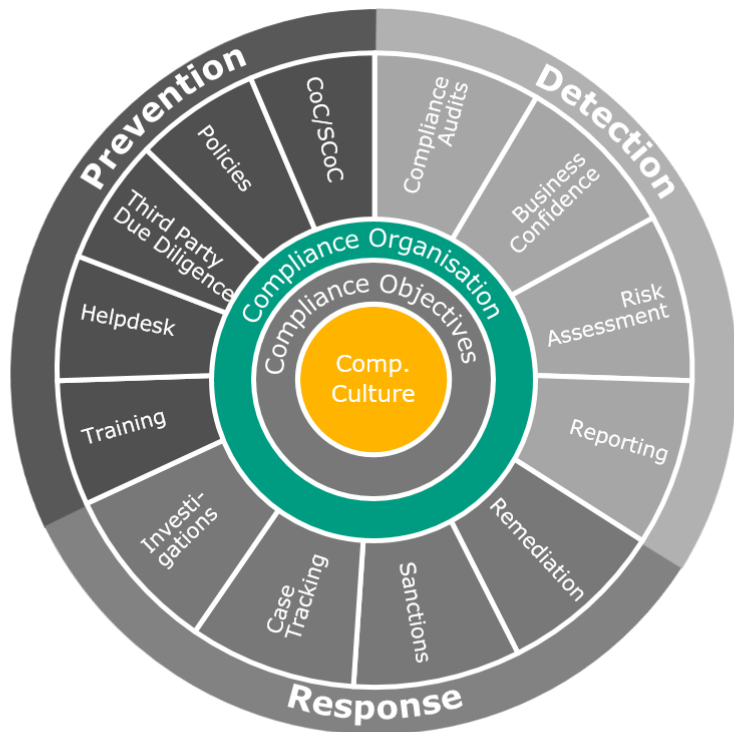 Prevention
CoC/SCoC
Policies
Third Party
Due Diligence
Helpdesk
Training
Detection
Compliance
Audits
Business
Confidence
Risk
Assessment
Reporting
Response
Remediation
Sanctions
Case
Tracking
Investi-
gations
Compliance Organisation
Compliance Objectives
Comp.
Culture